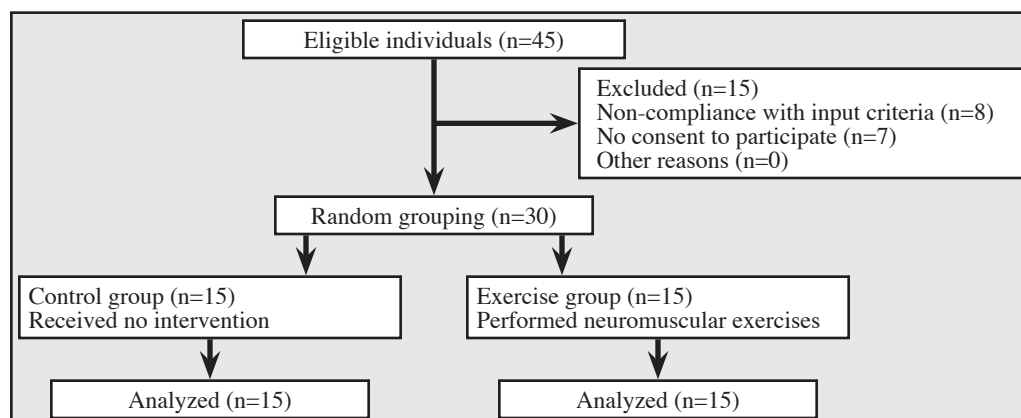 Eligible individuals (n=45)
Excluded (n=15)
Non-compliance with input criteria (n=8)
No consent to participate (n=7)
Other reasons (n=0)
Random grouping (n=30)
Control group (n=15)
Received no intervention
Exercise group (n=15)
Performed neuromuscular exercises
Analyzed (n=15)
Analyzed (n=15)